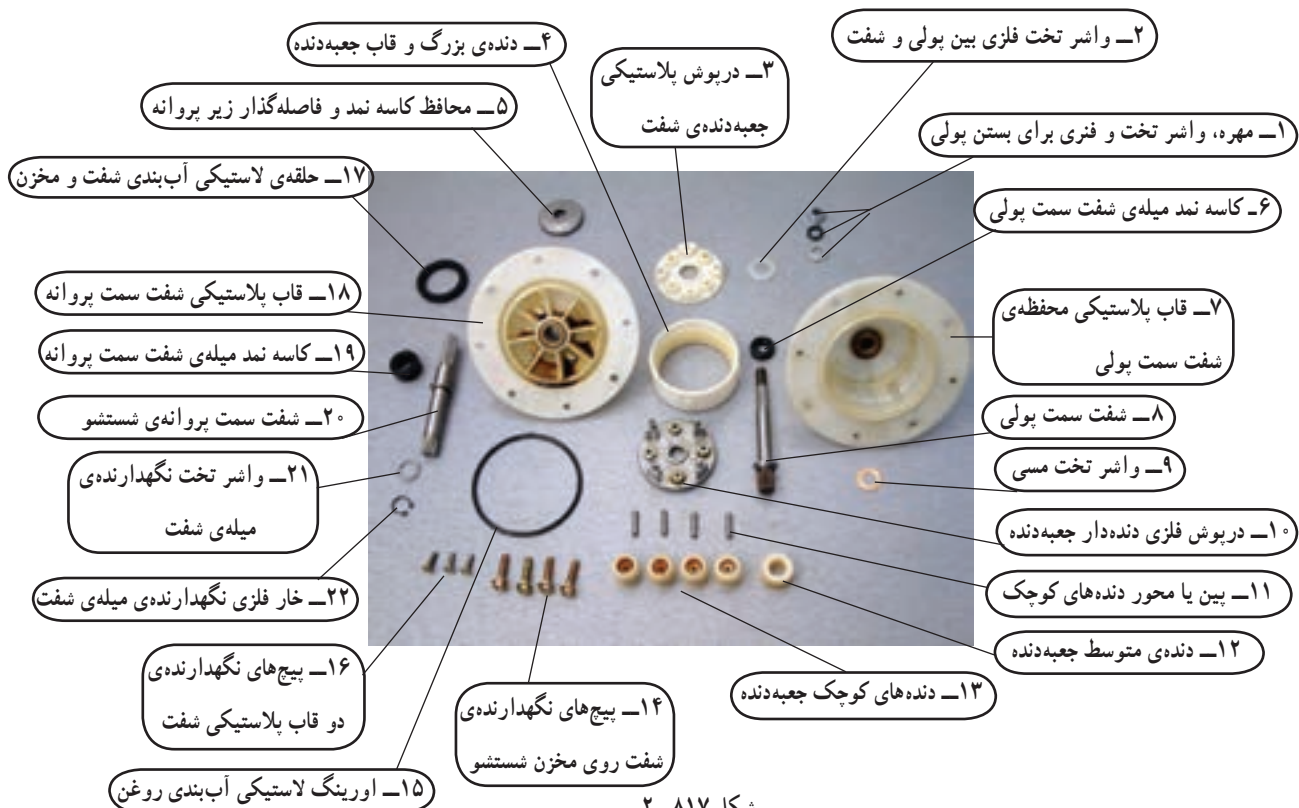 ۲ــ واشر تخت فلزی بین پولی و شفت
۴ــ دنده‌ی بزرگ و قاب جعبه‌دنده
۳ــ درپوش پلاستیکی
جعبه‌دنده‌ی شفت
۵ــ محافظ کاسه نمد و فاصله‌گذار زیر پروانه
۱ــ مهره، واشر تخت و فنری برای بستن پولی
۱۷ــ حلقه‌ی لاستیکی آب‌بندی شفت و مخزن
۶ــ کاسه نمد میله‌ی شفت سمت پولی
۱۸ــ قاب پلاستیکی شفت سمت پروانه
۷ــ قاب پلاستیکی محفظه‌ی
شفت سمت پولی
۱۹ــ کاسه نمد میله‌ی شفت سمت پروانه
۲۰ــ شفت سمت پروانه‌ی شستشو
۸ــ شفت سمت پولی
۲۱ــ واشر تخت نگهدارنده‌ی
میله‌ی شفت
۹ــ واشر تخت مسی
۱۰ــ درپوش فلزی دنده‌دار جعبه‌دنده
۲۲ــ خار فلزی نگهدارنده‌ی میله‌ی شفت
۱۱ــ پین یا محور دنده‌های کوچک
۱۲ــ دنده‌ی متوسط جعبه‌دنده
۱۶ــ پیچ‌های نگهدارنده‌ی
دو قاب پلاستیکی شفت
۱۳ــ دنده‌های کوچک جعبه‌دنده
۱۴ــ پیچ‌های نگهدارنده‌ی
شفت روی مخزن شستشو
۱۵ــ اورینگ لاستیکی آب‌بندی روغن
شکل ۸۱۷ــ۲